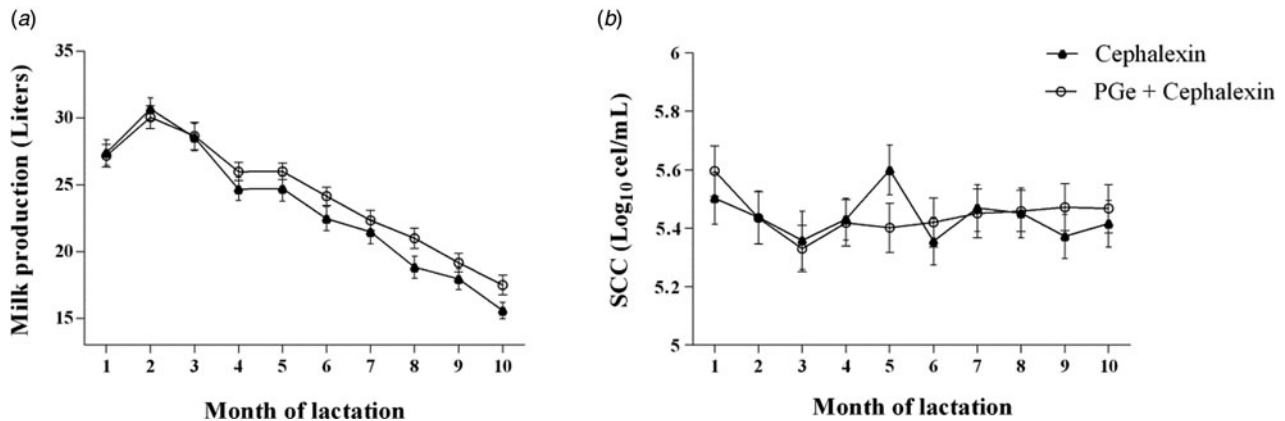 (a)
Milk production (Liters)
35
30
25
20
15
1 2 3 4 5 6 7 8 9 10
Month of lactation
(b)
SCC (Log10 cel/mL)
6
5.8
5.6
5.4
5.2
5
1 2 3 4 5 6 7 8 9 10
Month of lactation
Cephalexin
PGe + Cephalexin